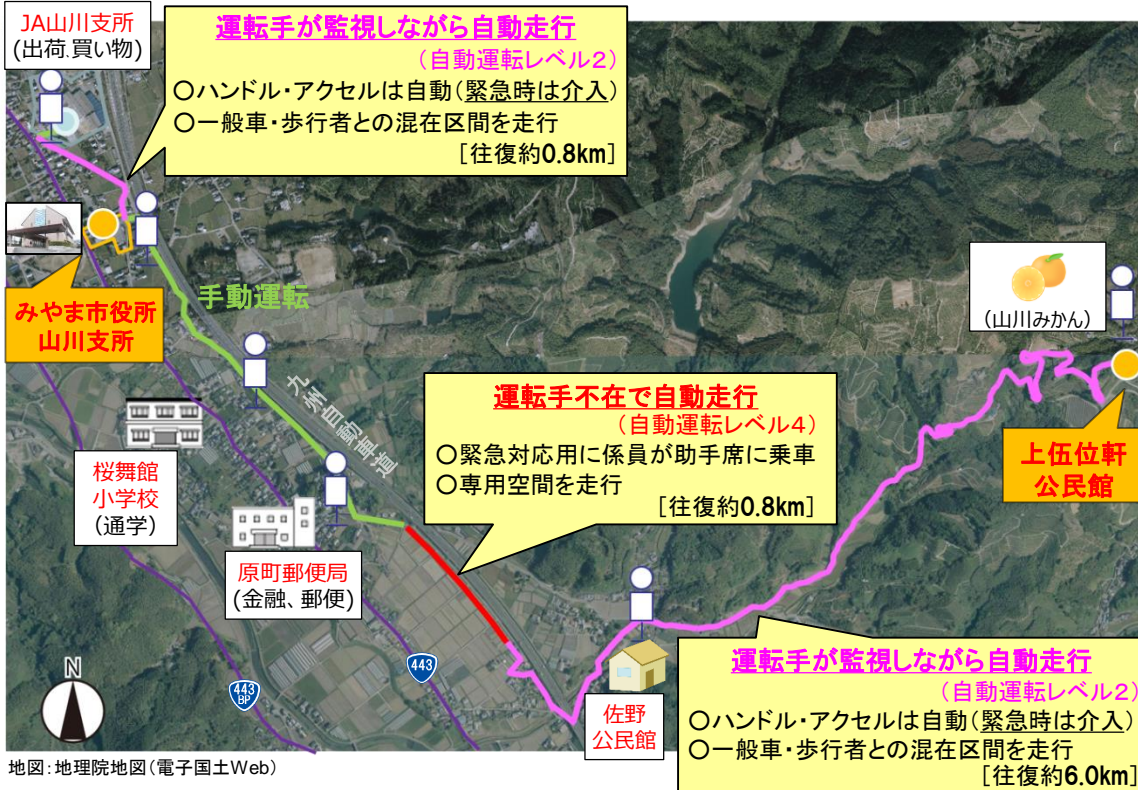 JA山川支所
(出荷､買い物)
運転手が監視しながら自動走行
(自動運転レベル2)
○ハンドル・アクセルは自動(緊急時は介入)
○一般車・歩行者との混在区間を走行
[往復約0.8km]
みやま市役所
山川支所
手動運転
九州自動車道
(山川みかん)
運転手不在で自動走行
(自動運転レベル4)
○緊急対応用に係員が助手席に乗車
○専用空間を走行
[往復約0.8km]
上伍位軒
公民館
桜舞館
小学校
(通学)
原町郵便局
(金融、郵便)
N
443
BP
443
佐野
公民館
運転手が監視しながら自動走行
(自動運転レベル2)
○ハンドル・アクセルは自動(緊急時は介入)
○一般車・歩行者との混在区間を走行
[往復約6.0km]
地図:地理院地図(電子国土Web)